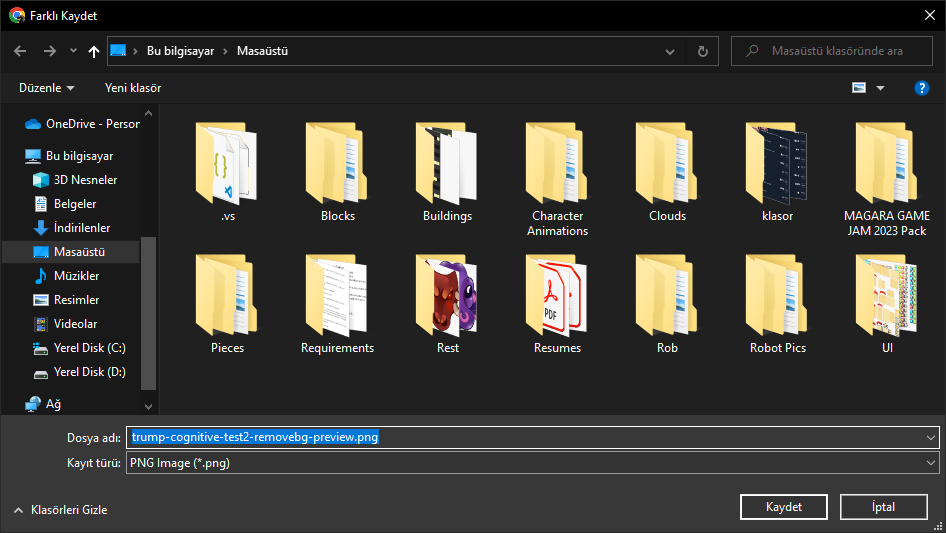 Farklı Kaydet
Bu bilgisayar
Masaüstü
Masaüstü klasöründe ara
Düzenle
Yeni klasör
OneDrive - Person
Bu bilgisayar
3D Nesneler
Belgeler
İndirilenler
Masaüstü
Müzikler
Resimler
Videolar
Yerel Disk (C:)
Yerel Disk (D:)
Ağ
.vs
Blocks
Buildings
Character
Animations
Clouds
klasor
MAGARA GAME
JAM 2023 Pack
Pieces
Requirements
Rest
PDF
Resumes
Rob
Robot Pics
UI
Dosya adı: trump-cognitive-test2-removebg-preview.png
Kayıt türü: PNG Image (*.png)
Klasörleri Gizle
Kaydet
İptal